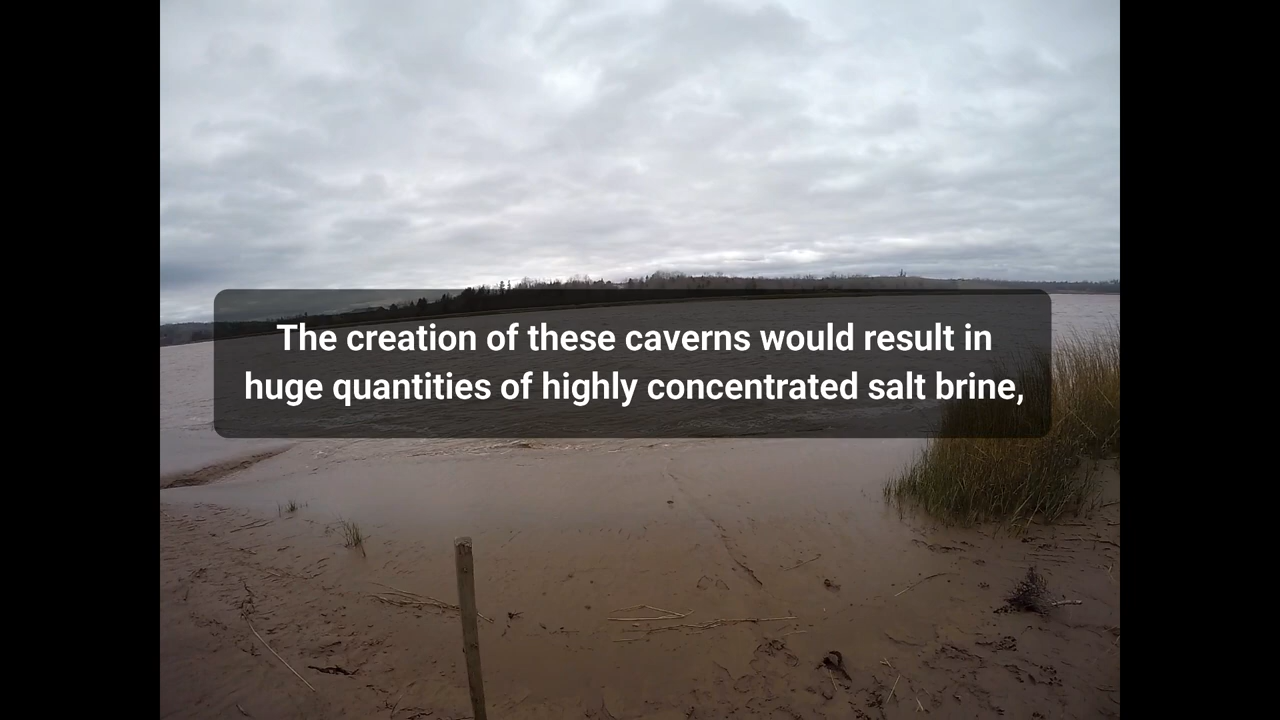 The creation of these caverns would result in
huge quantities of highly concentrated salt brine,